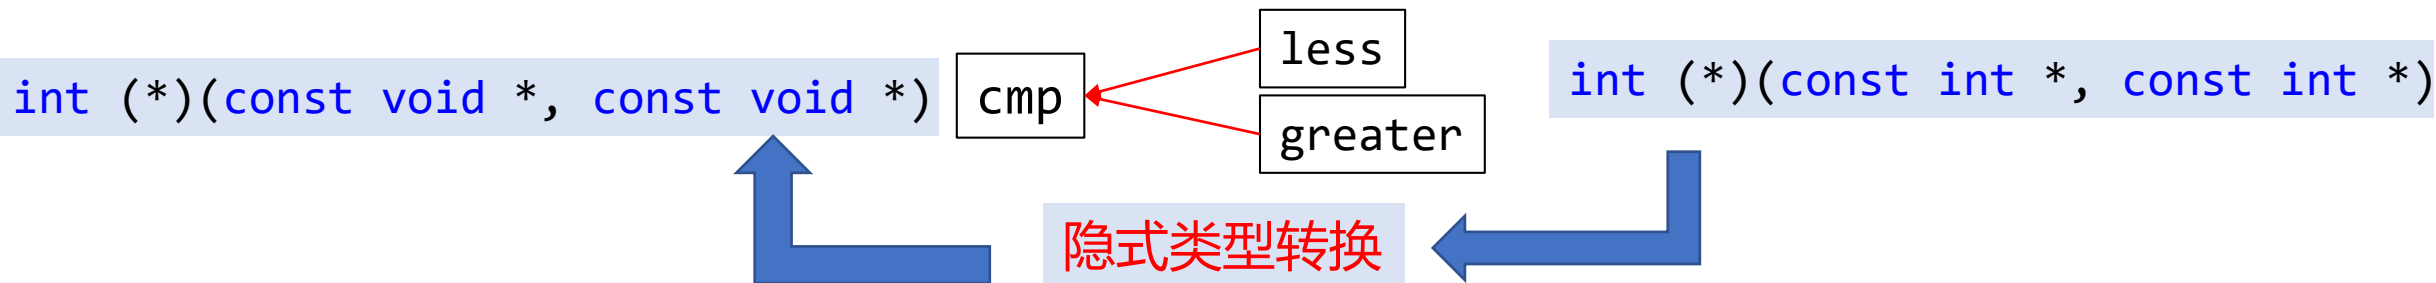 int (*)(const void *, const void *)
cmp
less
greater
int (*)(const int *, const int *)
隐式类型转换